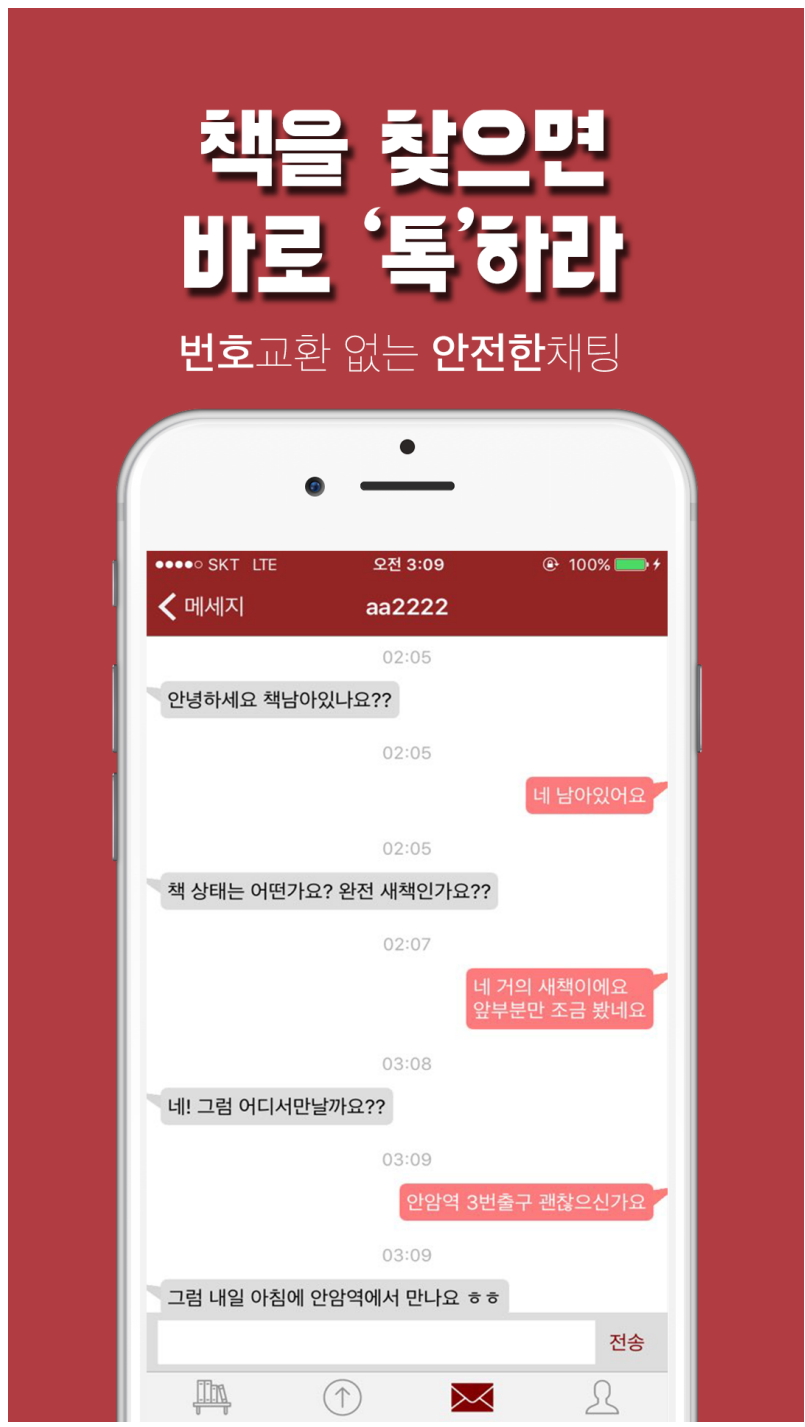 책을 찾으면
바로 ‘톡’하라
번호교환 없는 안전한채팅
SKT LTE 오전 3:09 100%
메세지 aa2222
02:05
안녕하세요 책남아있나요??
02:05
네 남아있어요
02:05
책 상태는 어떤가요? 완전 새책인가요??
02:07
네 거의 새책이에요
앞부분만 조금 봤네요
03:08
네! 그럼 어디서만날까요??
03:09
안암역 3번출구 괜찮으신가요
03:09
그럼 내일 아침에 안암역에서 만나요 ㅎㅎ
전송